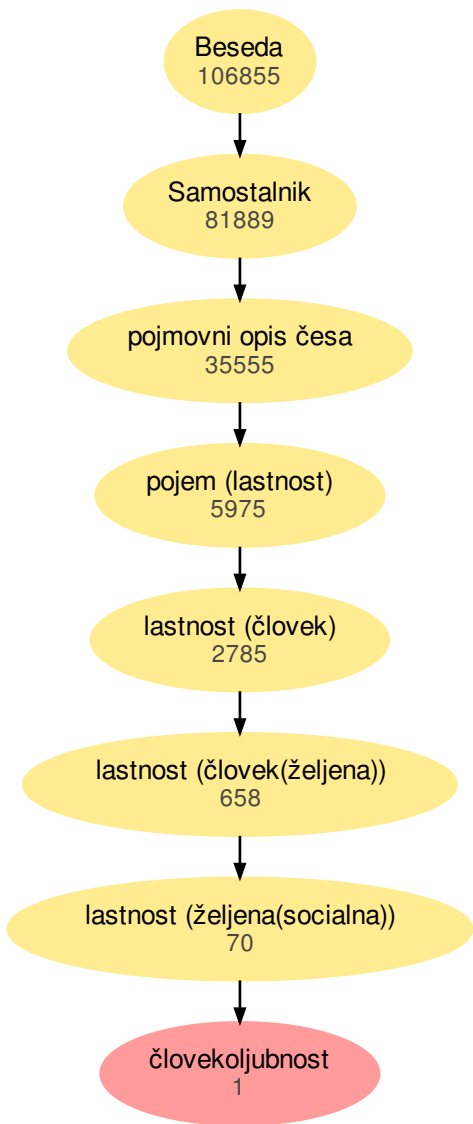 Beseda
106855
Samostalnik
81889
pojmovni opis česa
35555
pojem (lastnost)
5975
lastnost (človek)
2785
lastnost (človek(željena))
658
lastnost (željena(socialna))
70
človekoljubnost
1